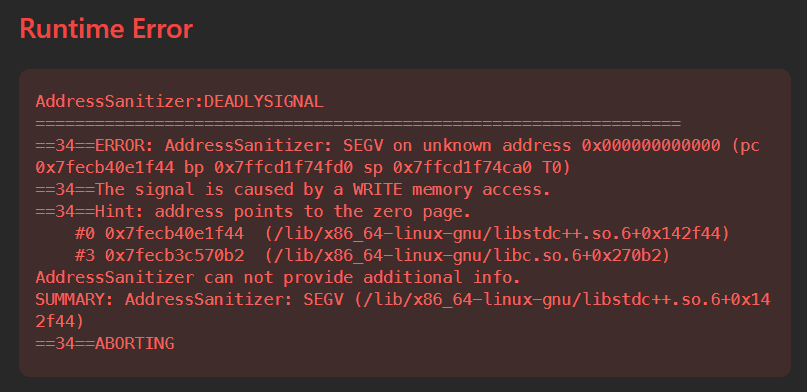 Runtime Error
AddressSanitizer:DEADLYSIGNAL
=================================================================
==34==ERROR: AddressSanitizer: SEGV on unknown address 0x000000000000 (pc
0x7fecb40e1f44 bp 0x7ffcd1f74fd0 sp 0x7ffcd1f74ca0 T0)
==34==The signal is caused by a WRITE memory access.
==34==Hint: address points to the zero page.
#0 0x7fecb40e1f44  (/lib/x86_64-linux-gnu/libstdc++.so.6+0x142f44)
#3 0x7fecb3c570b2  (/lib/x86_64-linux-gnu/libc.so.6+0x270b2)
AddressSanitizer can not provide additional info.
SUMMARY: AddressSanitizer: SEGV (/lib/x86_64-linux-gnu/libstdc++.so.6+0x14
2f44)
==34==ABORTING